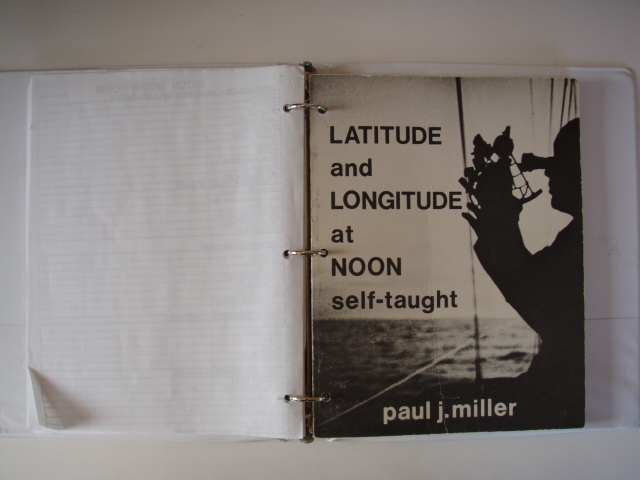 LATITUDE
and
LONGITUDE
at
NOON
self-taught
paul j. miller